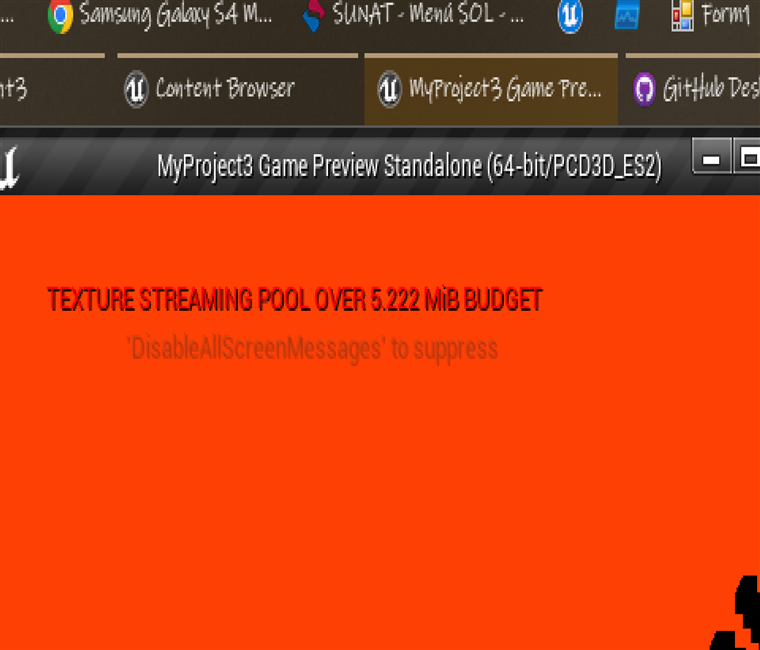 ... Samsung Galaxy S4 M... SUNAT - Menú SOL - ... Form1
nt3 Content Browser MyProject3 Game Pre... GitHub Des
MyProject3 Game Preview Standalone (64-bit/PCD3D_ES2)
TEXTURE STREAMING POOL OVER 5.222 MiB BUDGET
'DisableAllScreenMessages' to suppress